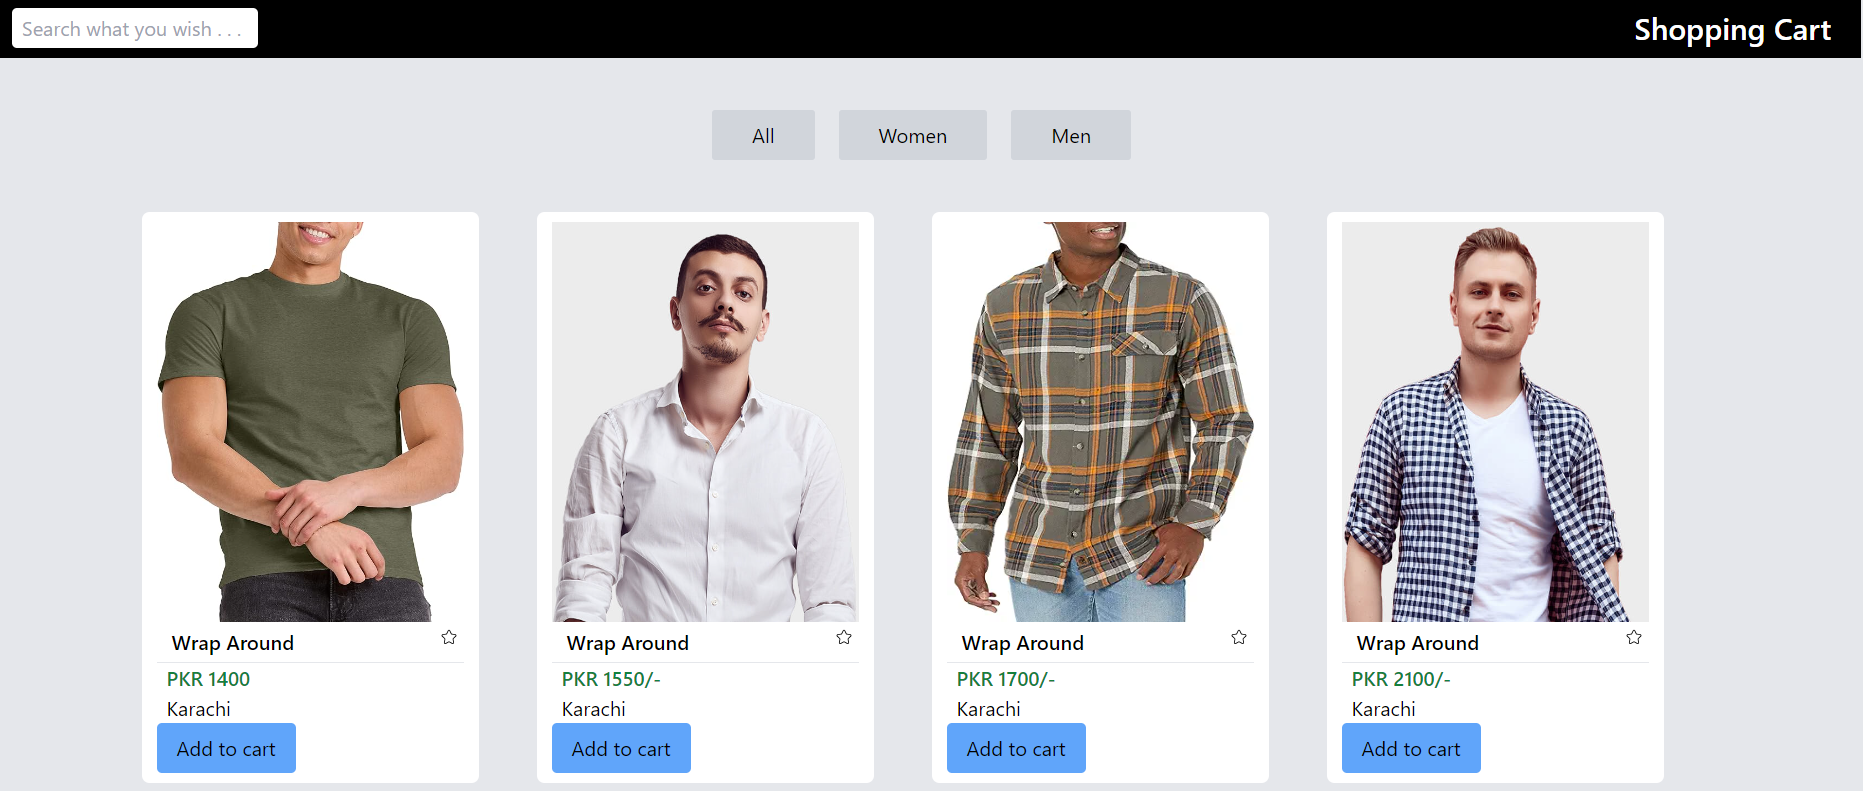 Search what you wish . . .
Shopping Cart
All
Women
Men
Wrap Around
PKR 1400
Karachi
Add to cart
Wrap Around
PKR 1550/-
Karachi
Add to cart
Wrap Around
PKR 1700/-
Karachi
Add to cart
Wrap Around
PKR 2100/-
Karachi
Add to cart